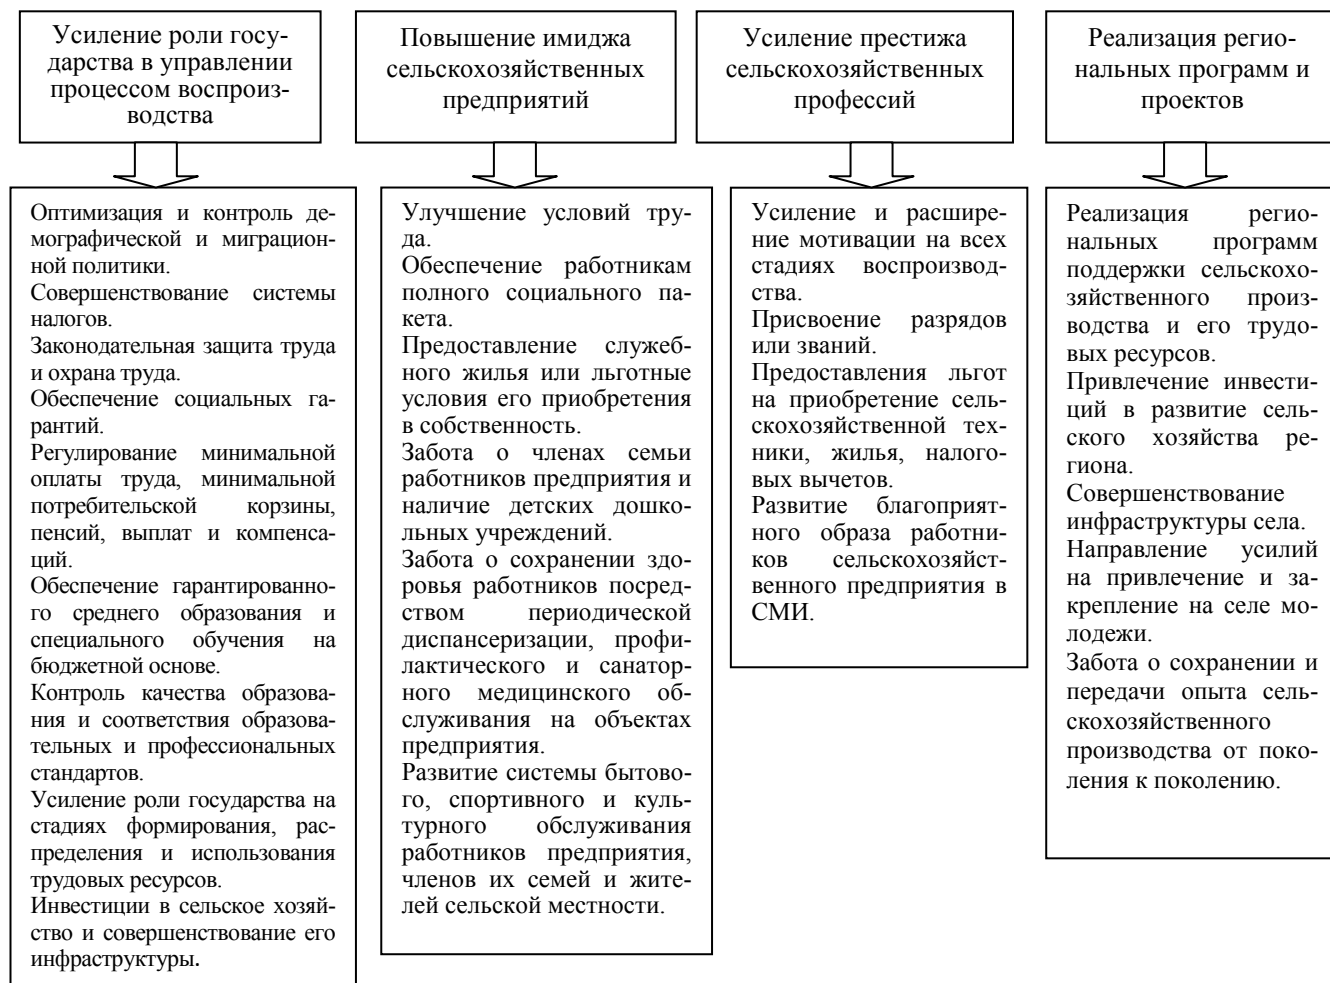 Усиление роли госу-
дарства в управлении
процессом воспроиз-
водства
Повышение имиджа
сельскохозяйственных
предприятий
Усиление престижа
сельскохозяйственных
профессий
Реализация регио-
нальных программ и
проектов
Оптимизация и контроль де-
мографической и миграцион-
ной политики.
Совершенствование системы
налогов.
Законодательная защита труда
и охрана труда.
Обеспечение социальных га-
рантий.
Регулирование минимальной
оплаты труда, минимальной
потребительской корзины,
пенсий, выплат и компенса-
ций.
Обеспечение гарантированно-
го среднего образования и
специального обучения на
бюджетной основе.
Контроль качества образова-
ния и соответствия образова-
тельных и профессиональных
стандартов.
Усиление роли государства на
стадиях формирования, рас-
пределения и использования
трудовых ресурсов.
Инвестиции в сельское хозяй-
ство и совершенствование его
инфраструктуры.
Улучшение условий тру-
да.
Обеспечение работникам
полного социального па-
кета.
Предоставление служеб-
ного жилья или льготные
условия его приобретения
в собственность.
Забота о членах семьи
работников предприятия и
наличие детских дошко-
льных учреждений.
Забота о сохранении здо-
ровья работников посред-
ством периодической
диспансеризации, профи-
лактического и санатор-
ного медицинского об-
служивания на объектах
предприятия.
Развитие системы бытово-
го, спортивного и куль-
турного обслуживания
работников предприятия,
членов их семей и жите-
лей сельской местности.
Усиление и расшире-
ние мотивации на всех
стадиях воспроизвод-
ства.
Присвоение разрядов
или званий.
Предоставления льгот
на приобретение сель-
скохозяйственной тех-
ники, жилья, налого-
вых вычетов.
Развитие благоприят-
ного образа работни-
ков сельскохозяйст-
венного предприятия в
СМИ.
Реализация регио-
нальных программ
поддержки сельскохо-
зяйственного произ-
водства и его трудо-
вых ресурсов.
Привлечение инвести-
ций в развитие сель-
ского хозяйства ре-
гиона.
Совершенствование
инфраструктуры села.
Направление усилий
на привлечение и за-
крепление на селе мо-
лодежи.
Забота о сохранении и
передачи опыта сель-
скохозяйственного
производства от поко-
ления к поколению.